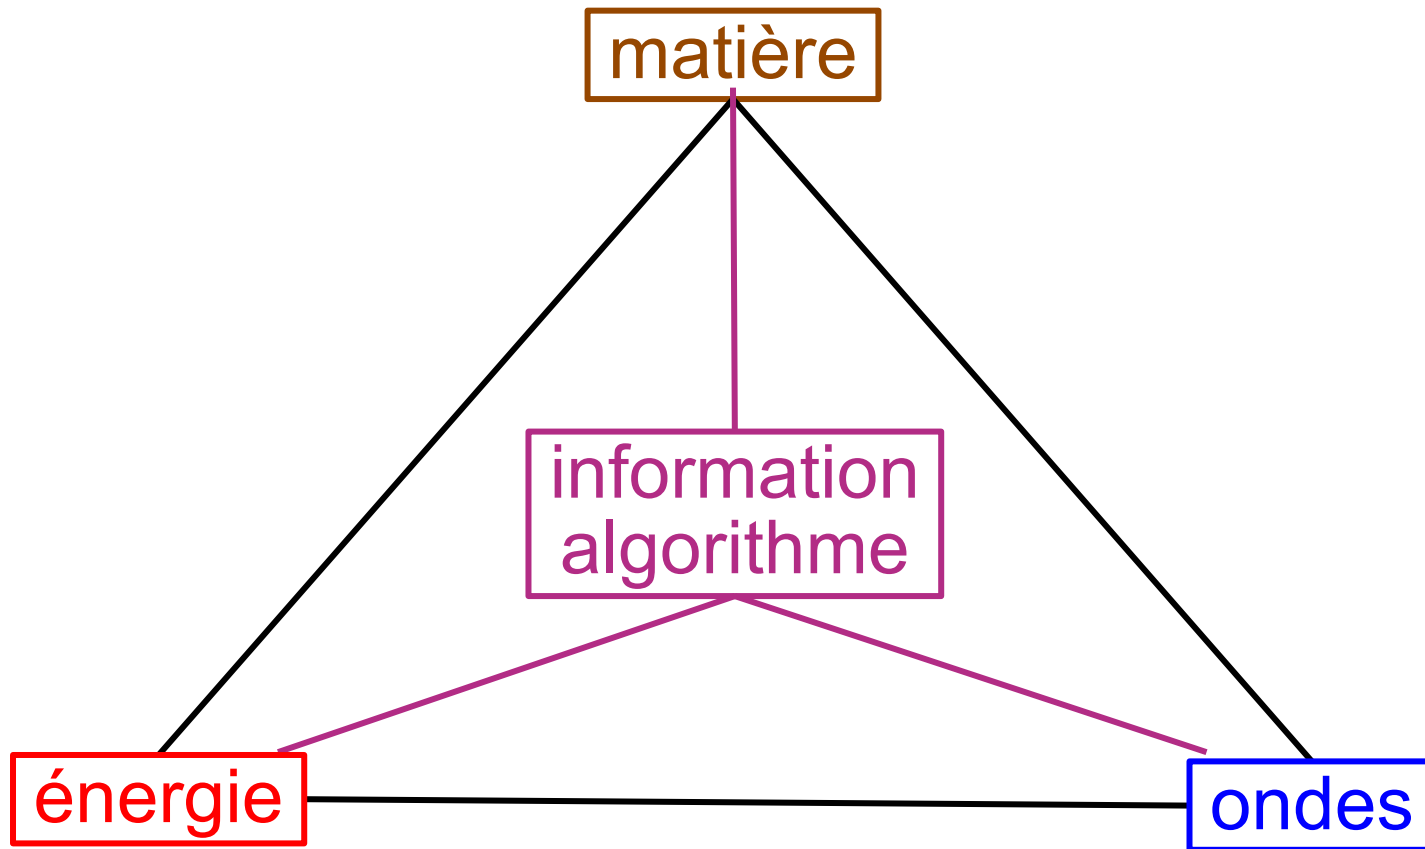 matière
information
algorithme
énergie
ondes